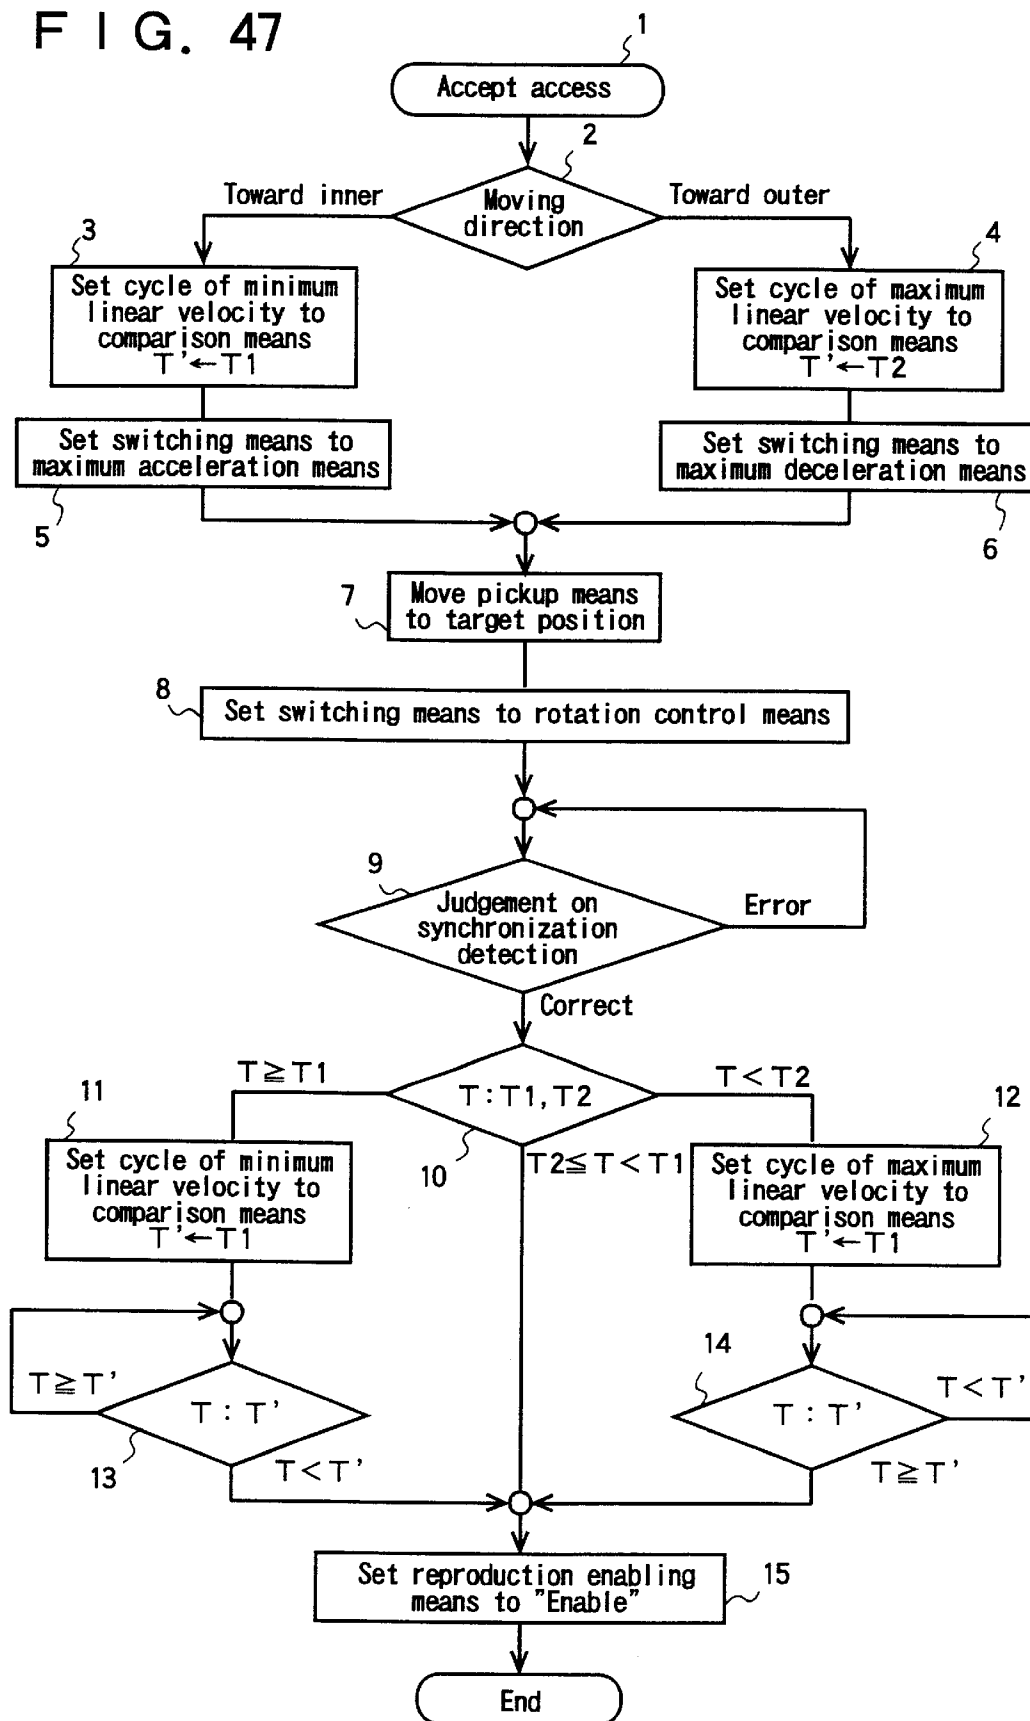 FIG. 47
1
Accept access
2
Moving
direction
Toward inner
Toward outer
3
Set cycle of minimum
linear velocity to
comparison means
T'←T1
4
Set cycle of maximum
linear velocity to
comparison means
T'←T2
Set switching means to
maximum acceleration means
5
Set switching means to
maximum deceleration means
6
7
Move pickup means
to target position
8
Set switching means to rotation control means
9
Judgement on
synchronization
detection
Error
Correct
T≧T1
T:T1,T2
T<T2
10
T2≦T<T1
11
Set cycle of minimum
linear velocity to
comparison means
T'←T1
12
Set cycle of maximum
linear velocity to
comparison means
T'←T1
T≧T'
T:T'
13
T<T'
14
T:T'
T<T'
T≧T'
Set reproduction enabling
means to "Enable"
15
End